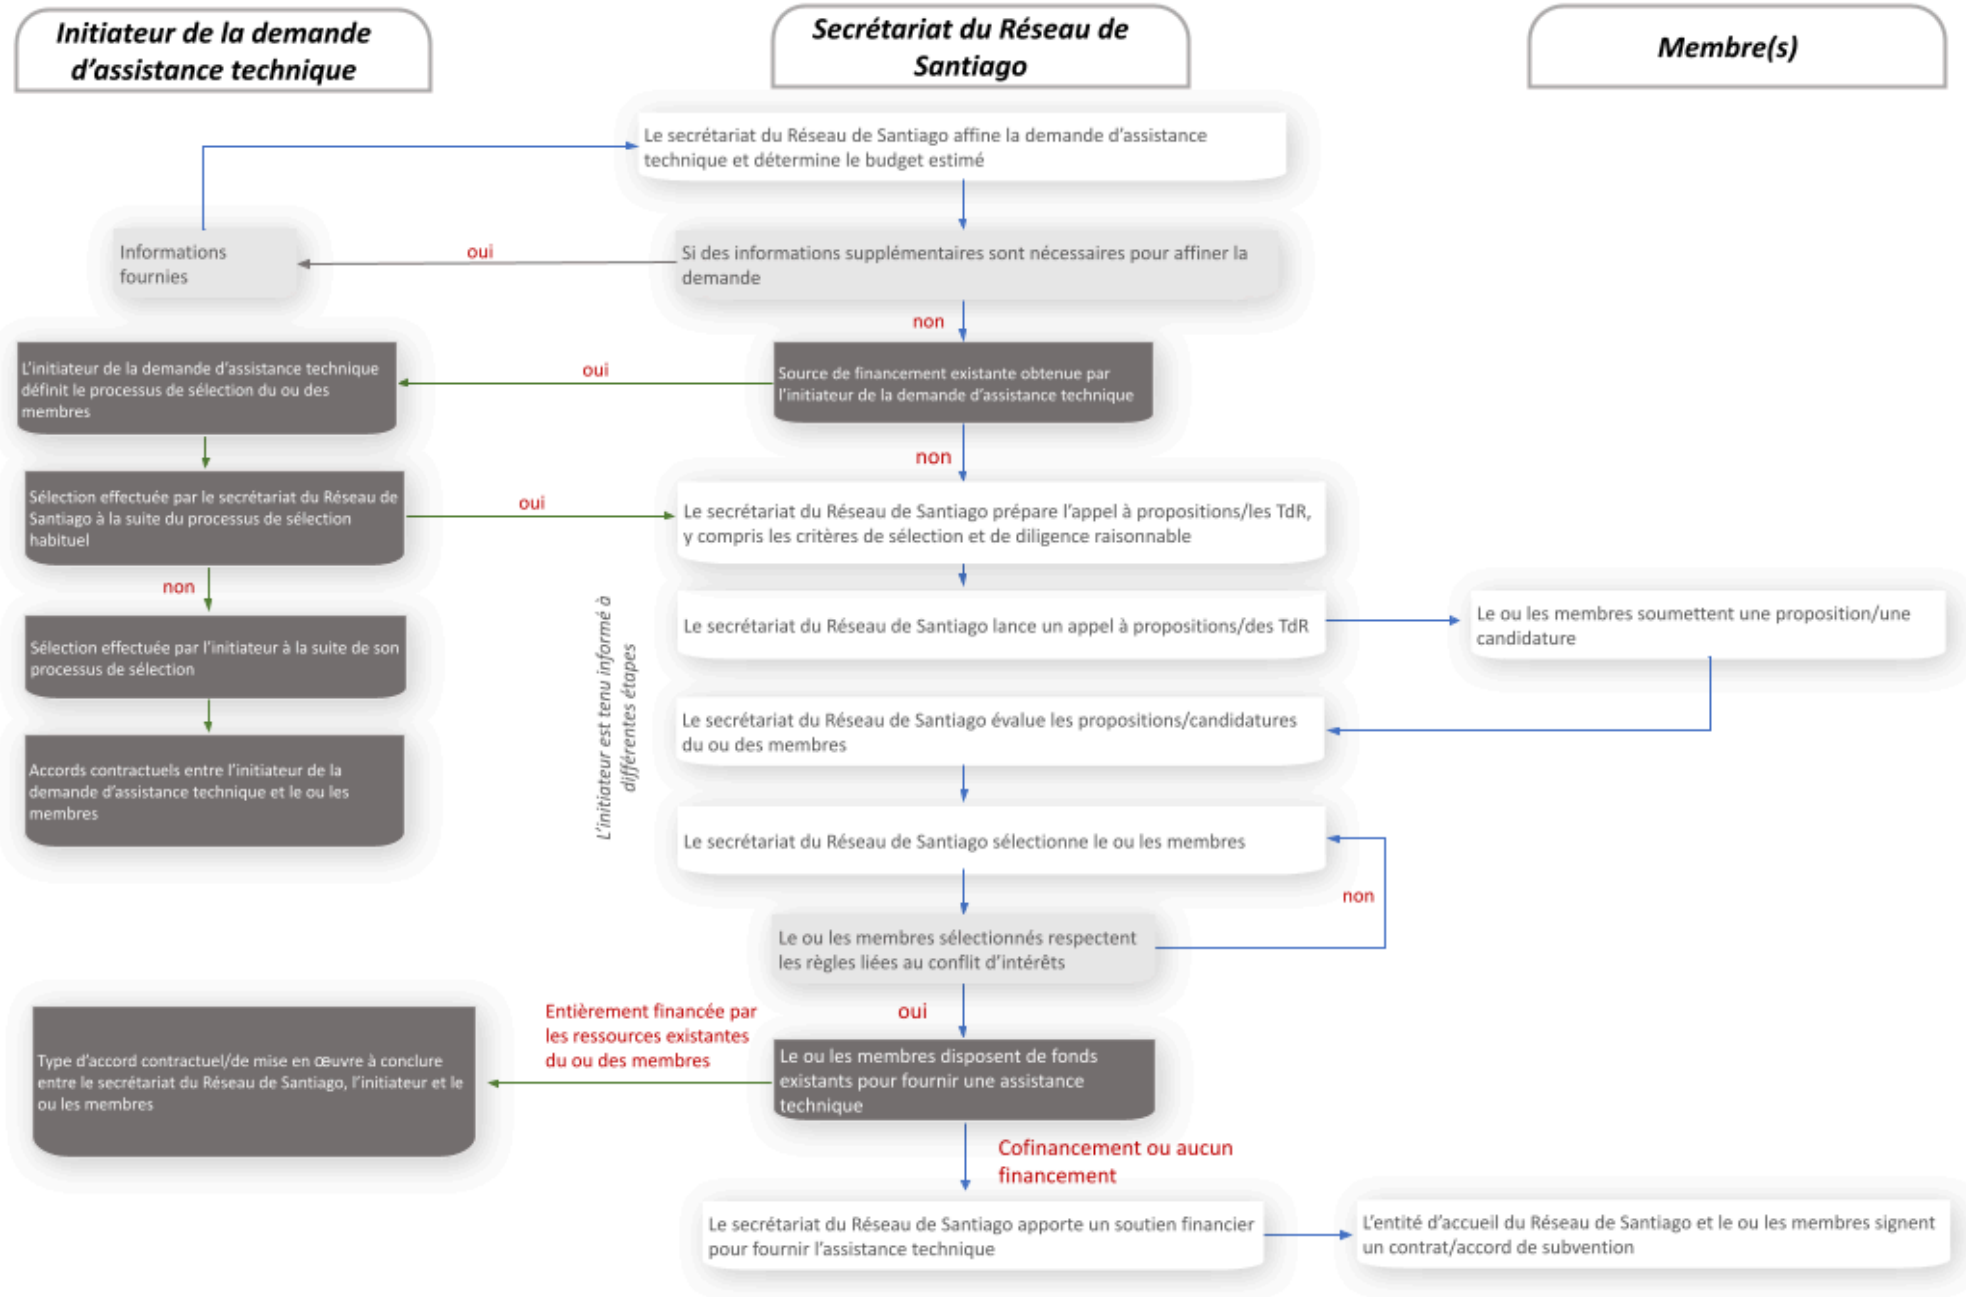 Initiateur de la demande
d'assistance technique
Secrétariat du Réseau de
Santiago
Membre(s)
Le secrétariat du Réseau de Santiago affine la demande d'assistance
technique et détermine le budget estimé
Informations
fournies
oui
Si des informations supplémentaires sont nécessaires pour affiner la
demande
non
L'initiateur de la demande d'assistance technique
définit le processus de sélection du ou des
membres
oui
Source de financement existante obtenue par
l'initiateur de la demande d'assistance technique
non
Sélection effectuée par le secrétariat du Réseau de
Santiago à la suite du processus de sélection
habituel
oui
Le secrétariat du Réseau de Santiago prépare l'appel à propositions/les TdR,
y compris les critères de sélection et de diligence raisonnable
non
Sélection effectuée par l'initiateur à la suite de son
processus de sélection
L'initiateur est tenu informé à
différentes étapes
Le secrétariat du Réseau de Santiago lance un appel à propositions/des TdR
Le ou les membres soumettent une proposition/une
candidature
Accords contractuels entre l'initiateur de la
demande d'assistance technique et le ou les
membres
Le secrétariat du Réseau de Santiago évalue les propositions/candidatures
du ou des membres
Le secrétariat du Réseau de Santiago sélectionne le ou les membres
non
Le ou les membres sélectionnés respectent
les règles liées au conflit d'intérêts
oui
Entièrement financée par
les ressources existantes
du ou des membres
Type d'accord contractuel/de mise en œuvre à conclure
entre le secrétariat du Réseau de Santiago, l'initiateur et le
ou les membres
Le ou les membres disposent de fonds
existants pour fournir une assistance
technique
Cofinancement ou aucun
financement
Le secrétariat du Réseau de Santiago apporte un soutien financier
pour fournir l'assistance technique
L'entité d'accueil du Réseau de Santiago et le ou les membres signent
un contrat/accord de subvention